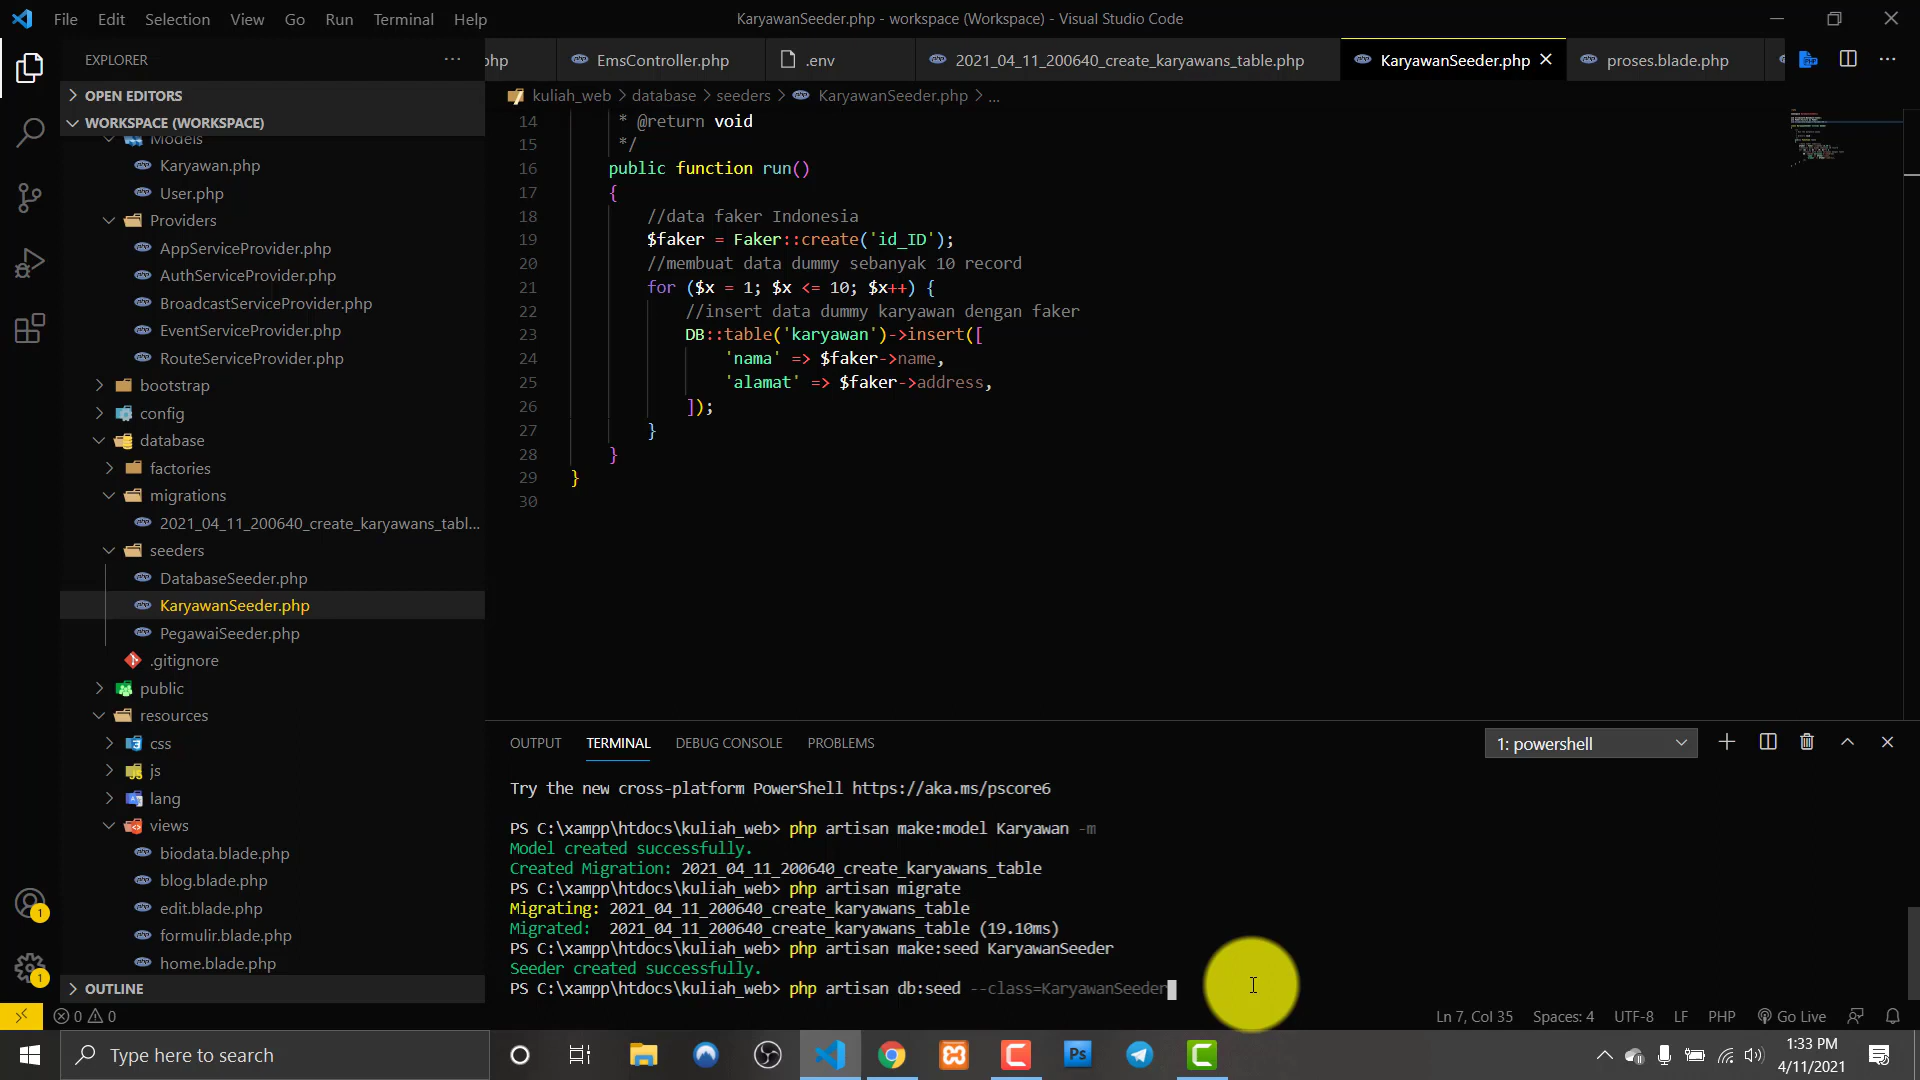 File Edit Selection View Go Run Terminal Help
KaryawanSeeder.php - workspace (Workspace) - Visual Studio Code
EXPLORER
php EmsController.php .env 2021_04_11_200640_create_karyawans_table.php KaryawanSeeder.php proses.blade.php
OPEN EDITORS
WORKSPACE (WORKSPACE)
Models
Karyawan.php
User.php
Providers
AppServiceProvider.php
AuthServiceProvider.php
BroadcastServiceProvider.php
EventServiceProvider.php
RouteServiceProvider.php
bootstrap
config
database
factories
migrations
2021_04_11_200640_create_karyawans_tabl...
seeders
DatabaseSeeder.php
KaryawanSeeder.php
PegawaiSeeder.php
.gitignore
public
resources
css
js
lang
views
biodata.blade.php
blog.blade.php
edit.blade.php
formulir.blade.php
home.blade.php
OUTLINE
kuliah_web > database > seeders > KaryawanSeeder.php > ...
14 * @return void
15 */
16 public function run()
17 {
18 //data faker Indonesia
19 $faker = Faker::create('id_ID');
20 //membuat data dummy sebanyak 10 record
21 for ($x = 1; $x <= 10; $x++) {
22 //insert data dummy karyawan dengan faker
23 DB::table('karyawan')->insert([
24 'nama' => $faker->name,
25 'alamat' => $faker->address,
26 ]);
27 }
28 }
29 }
30
OUTPUT TERMINAL DEBUG CONSOLE PROBLEMS
1: powershell
Try the new cross-platform PowerShell https://aka.ms/pscore6
PS C:\xampp\htdocs\kuliah_web> php artisan make:model Karyawan -m
Model created successfully.
Created Migration: 2021_04_11_200640_create_karyawans_table
PS C:\xampp\htdocs\kuliah_web> php artisan migrate
Migrating: 2021_04_11_200640_create_karyawans_table
Migrated:  2021_04_11_200640_create_karyawans_table (19.10ms)
PS C:\xampp\htdocs\kuliah_web> php artisan make:seed KaryawanSeeder
Seeder created successfully.
PS C:\xampp\htdocs\kuliah_web> php artisan db:seed --class=KaryawanSeeder
1
1
0 0
Ln 7, Col 35 Spaces: 4 UTF-8 LF PHP Go Live
Type here to search
Ps
1:33 PM
4/11/2021